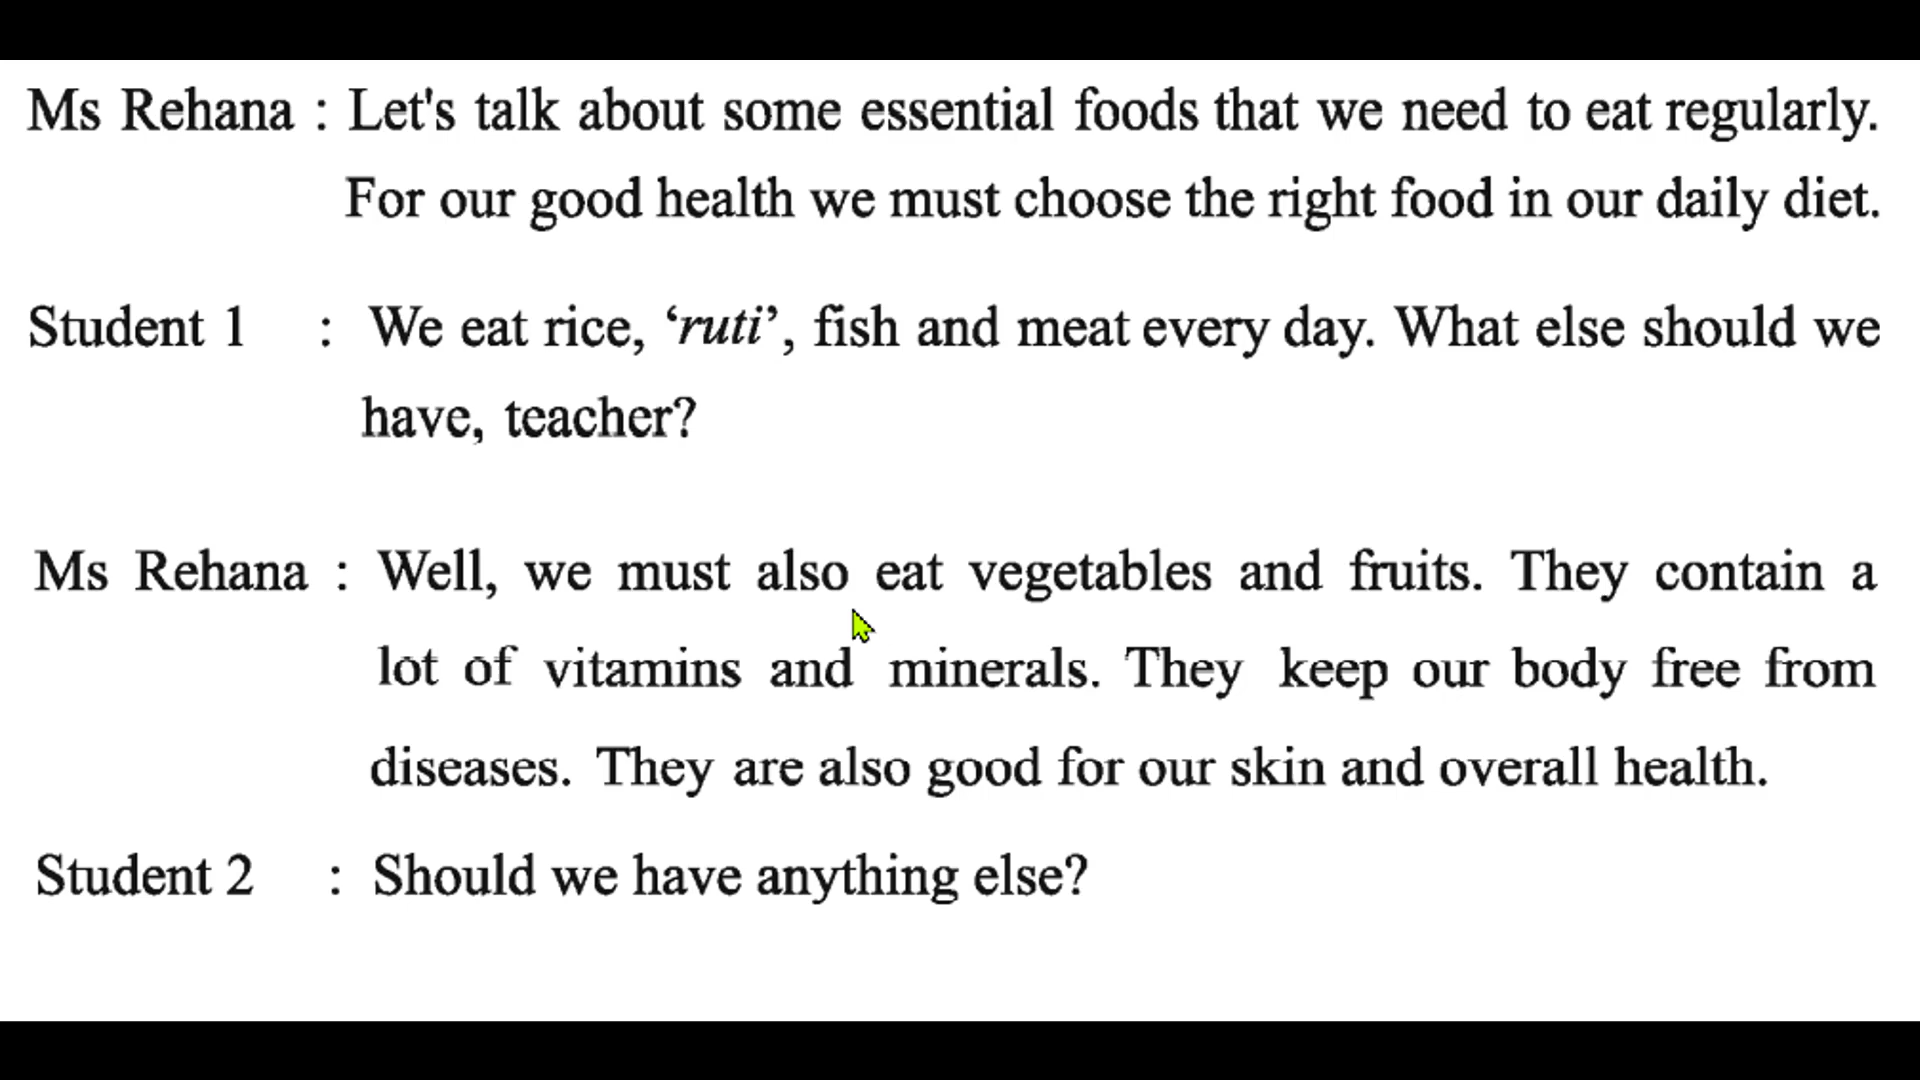 Ms Rehana : Let's talk about some essential foods that we need to eat regularly.
For our good health we must choose the right food in our daily diet.
Student 1 : We eat rice, ‘ruti’, fish and meat every day. What else should we
have, teacher?
Ms Rehana : Well, we must also eat vegetables and fruits. They contain a
lot of vitamins and minerals. They keep our body free from
diseases. They are also good for our skin and overall health.
Student 2 : Should we have anything else?